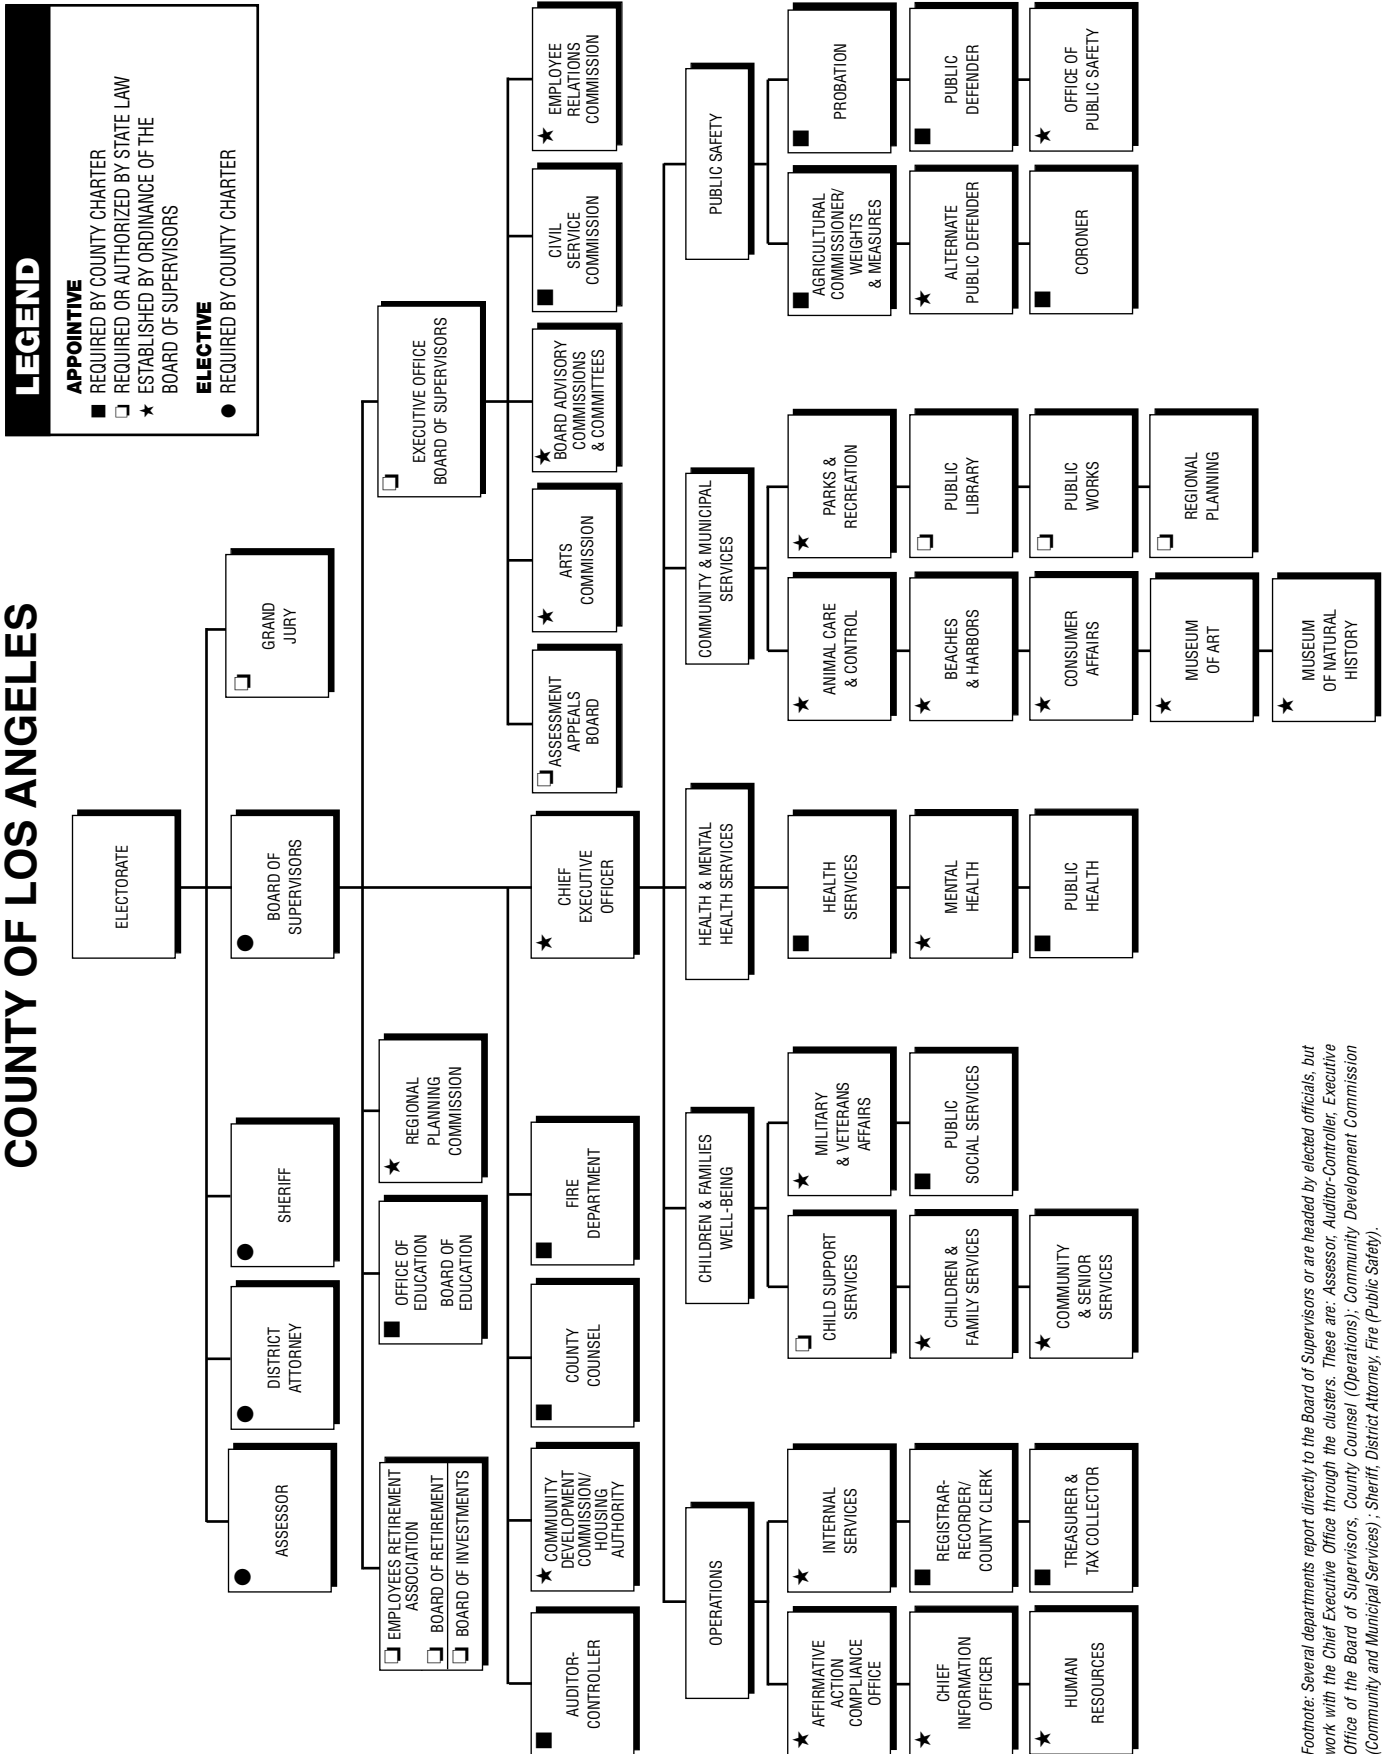 COUNTY OF LOS ANGELES
LEGEND
APPOINTIVE
■ REQUIRED BY COUNTY CHARTER
❏ REQUIRED OR AUTHORIZED BY STATE LAW
★ ESTABLISHED BY ORDINANCE OF THE
BOARD OF SUPERVISORS
ELECTIVE
● REQUIRED BY COUNTY CHARTER
ELECTORATE
ASSESSOR
DISTRICT
ATTORNEY
SHERIFF
BOARD OF
SUPERVISORS
GRAND
JURY
EMPLOYEES RETIREMENT
ASSOCIATION
BOARD OF RETIREMENT
BOARD OF INVESTMENTS
OFFICE OF
EDUCATION
BOARD OF
EDUCATION
REGIONAL
PLANNING
COMMISSION
EXECUTIVE OFFICE
BOARD OF SUPERVISORS
AUDITOR-
CONTROLLER
COMMUNITY
DEVELOPMENT
COMMISSION/
HOUSING
AUTHORITY
COUNTY
COUNSEL
FIRE
DEPARTMENT
CHIEF
EXECUTIVE
OFFICER
ASSESSMENT
APPEALS
BOARD
ARTS
COMMISSION
BOARD ADVISORY
COMMISSIONS
& COMMITTEES
CIVIL
SERVICE
COMMISSION
EMPLOYEE
RELATIONS
COMMISSION
OPERATIONS
CHILDREN & FAMILIES
WELL-BEING
HEALTH & MENTAL
HEALTH SERVICES
COMMUNITY & MUNICIPAL
SERVICES
PUBLIC SAFETY
AFFIRMATIVE
ACTION
COMPLIANCE
OFFICE
INTERNAL
SERVICES
CHIEF
INFORMATION
OFFICER
REGISTRAR-
RECORDER/
COUNTY CLERK
HUMAN
RESOURCES
TREASURER &
TAX COLLECTOR
CHILD SUPPORT
SERVICES
MILITARY
& VETERANS
AFFAIRS
CHILDREN &
FAMILY SERVICES
PUBLIC
SOCIAL SERVICES
COMMUNITY
& SENIOR
SERVICES
HEALTH
SERVICES
MENTAL
HEALTH
PUBLIC
HEALTH
ANIMAL CARE
& CONTROL
PARKS &
RECREATION
BEACHES
& HARBORS
PUBLIC
LIBRARY
CONSUMER
AFFAIRS
PUBLIC
WORKS
MUSEUM
OF ART
REGIONAL
PLANNING
MUSEUM
OF NATURAL
HISTORY
AGRICULTURAL
COMMISSIONER/
WEIGHTS
& MEASURES
PROBATION
ALTERNATE
PUBLIC DEFENDER
PUBLIC
DEFENDER
CORONER
OFFICE OF
PUBLIC SAFETY
Footnote: Several departments report directly to the Board of Supervisors or are headed by elected officials, but
work with the Chief Executive Office through the clusters. These are: Assessor, Auditor-Controller, Executive
Office of the Board of Supervisors, County Counsel (Operations); Community Development Commission
(Community and Municipal Services) ; Sheriff, District Attorney, Fire (Public Safety).